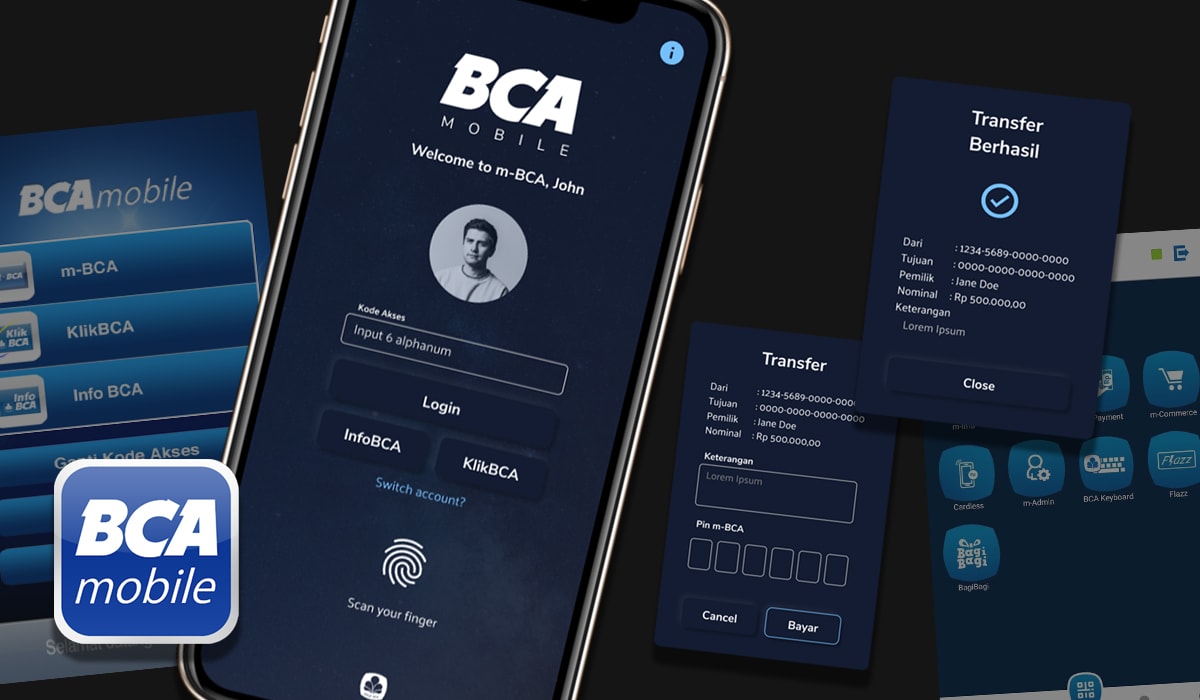 BCA mobile
m-BCA
BCA
KlikBCA
Klik
BCA
Info BCA
Info
BCA
Ganti Kode Akses
BCA
mobile
BCA
MOBILE
Welcome to m-BCA, John
Kode Akses
Input 6 alphanum
Login
InfoBCA
KlikBCA
Switch account?
Scan your finger
Transfer
Dari : 1234-5689-0000-0000
Tujuan : 0000-0000-0000-0000
Pemilik : Jane Doe
Nominal : Rp 500.000,00
Keterangan
Lorem Ipsum
Pin m-BCA
Cancel
Bayar
Transfer
Berhasil
Dari : 1234-5689-0000-0000
Tujuan : 0000-0000-0000-0000
Pemilik : Jane Doe
Nominal : Rp 500.000,00
Keterangan
Lorem Ipsum
Close
Payment
m-Commerce
Cardless
m-Admin
BCA Keyboard
Flazz
Flazz
Bagi
Bagi
BagiBagi